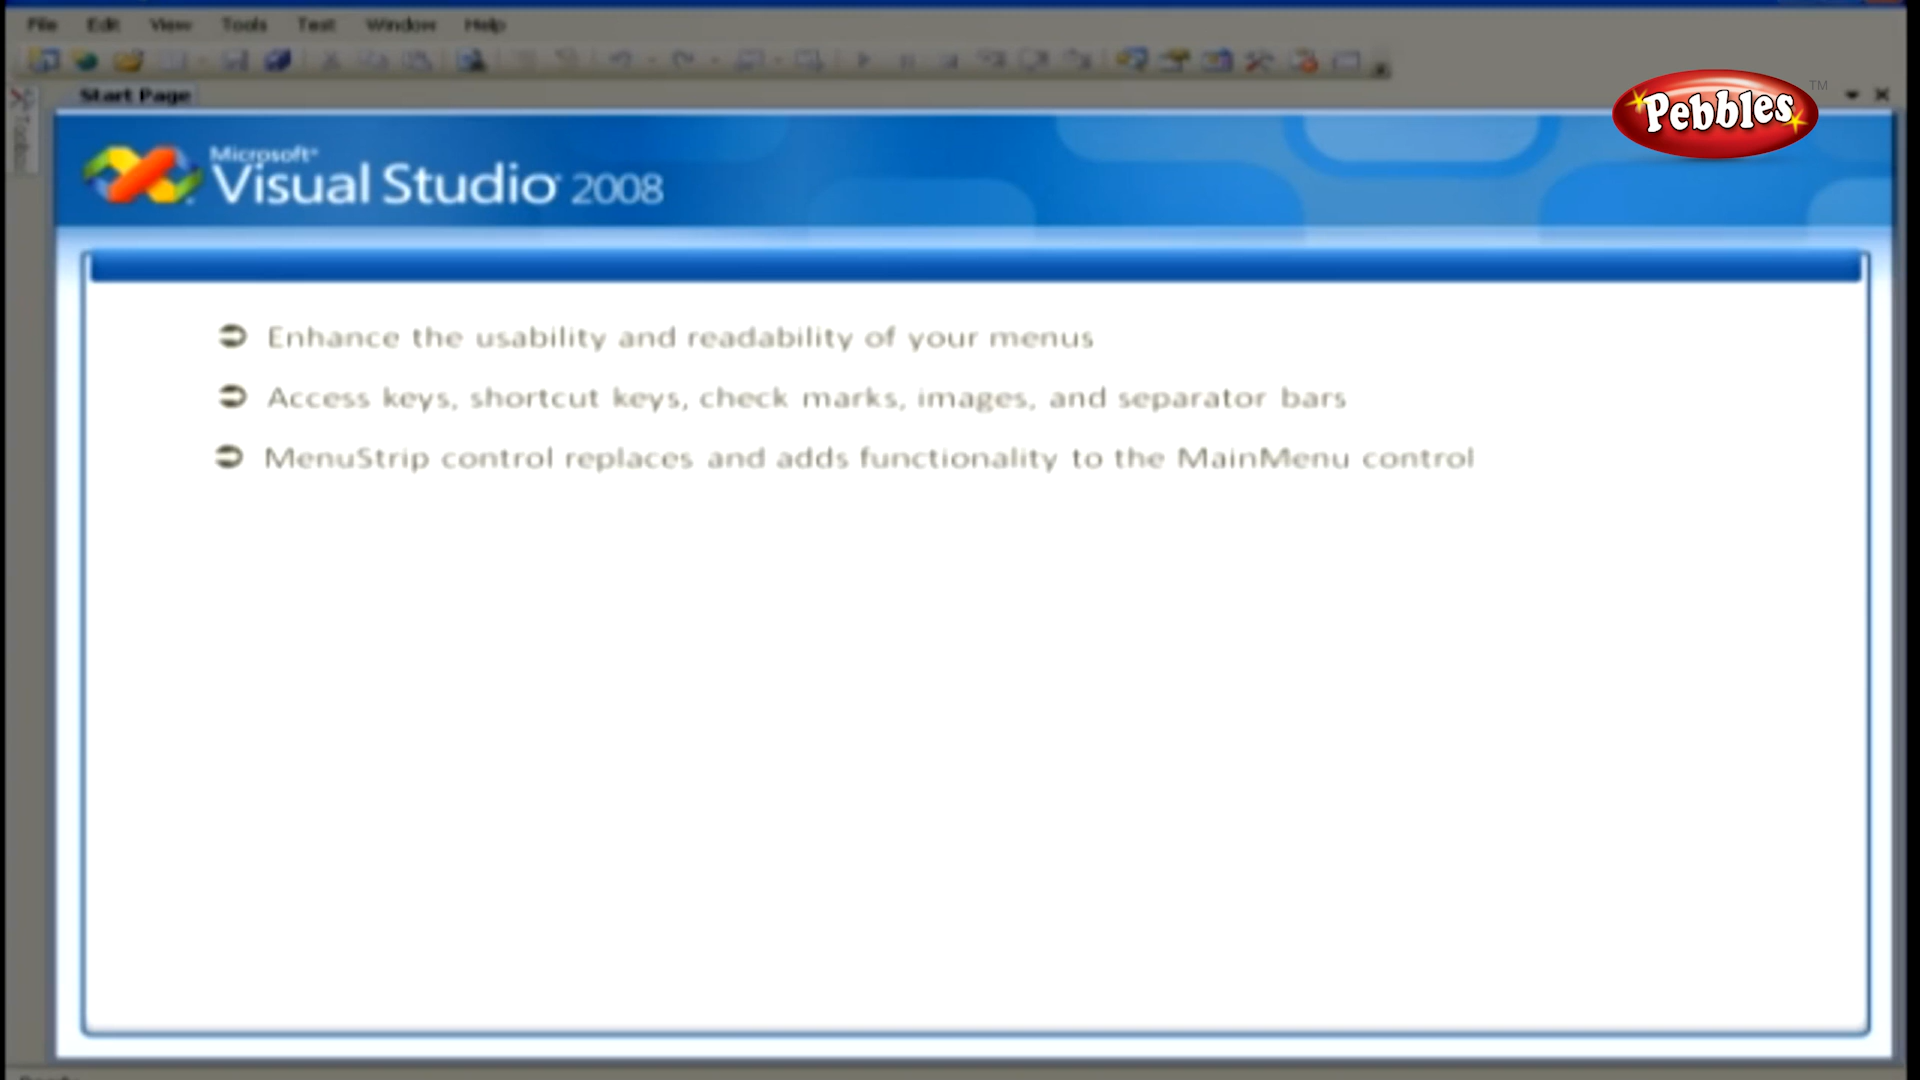 File Edit View Tools Test Window Help
Start Page
Pebbles TM
Microsoft
Visual Studio 2008
Enhance the usability and readability of your menus
Access keys, shortcut keys, check marks, images, and separator bars
MenuStrip control replaces and adds functionality to the MainMenu control